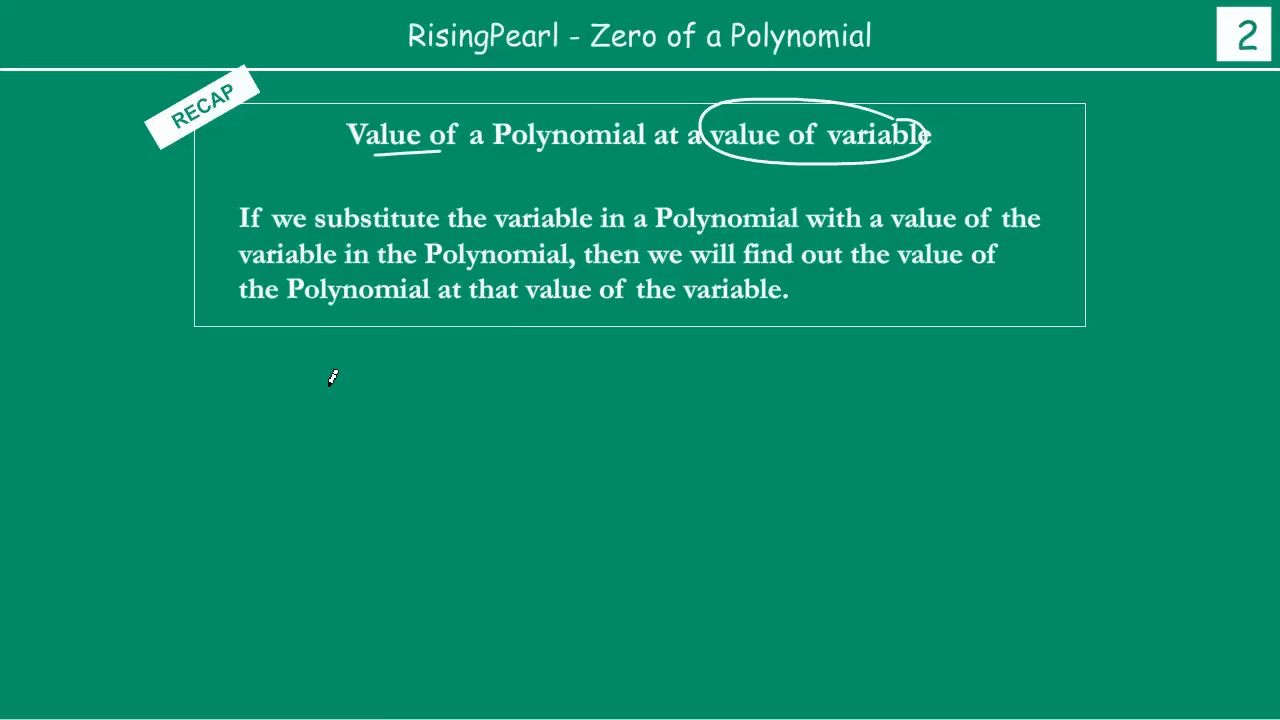 RisingPearl - Zero of a Polynomial
2
RECAP
Value of a Polynomial at a value of variable
If we substitute the variable in a Polynomial with a value of the
variable in the Polynomial, then we will find out the value of
the Polynomial at that value of the variable.